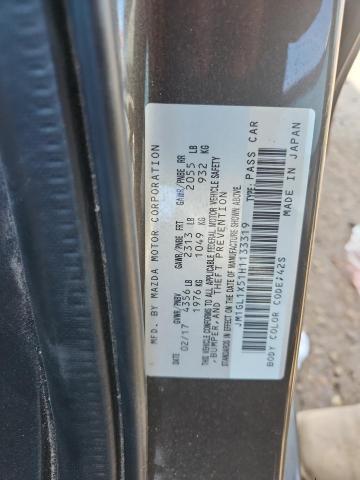 MFD. BY MAZDA MOTOR CORPORATION
GVWR/PNBV GAWR/PNBE FRT GAWR/PNBE RR
02/17 4356 LB 2313 LB 2055 LB
1976 KG 1049 KG 932 KG
THIS VEHICLE CONFORMS TO ALL APPLICABLE FEDERAL MOTOR VEHICLE SAFETY
,BUMPER,AND THEFT PREVENTION
STANDARDS IN EFFECT ON THE DATE OF MANUFACTURE SHOWN ABOVE.
JM1GL1X51H1133319 TYPE:PASS CAR
BODY COLOR CODE:42S MADE IN JAPAN